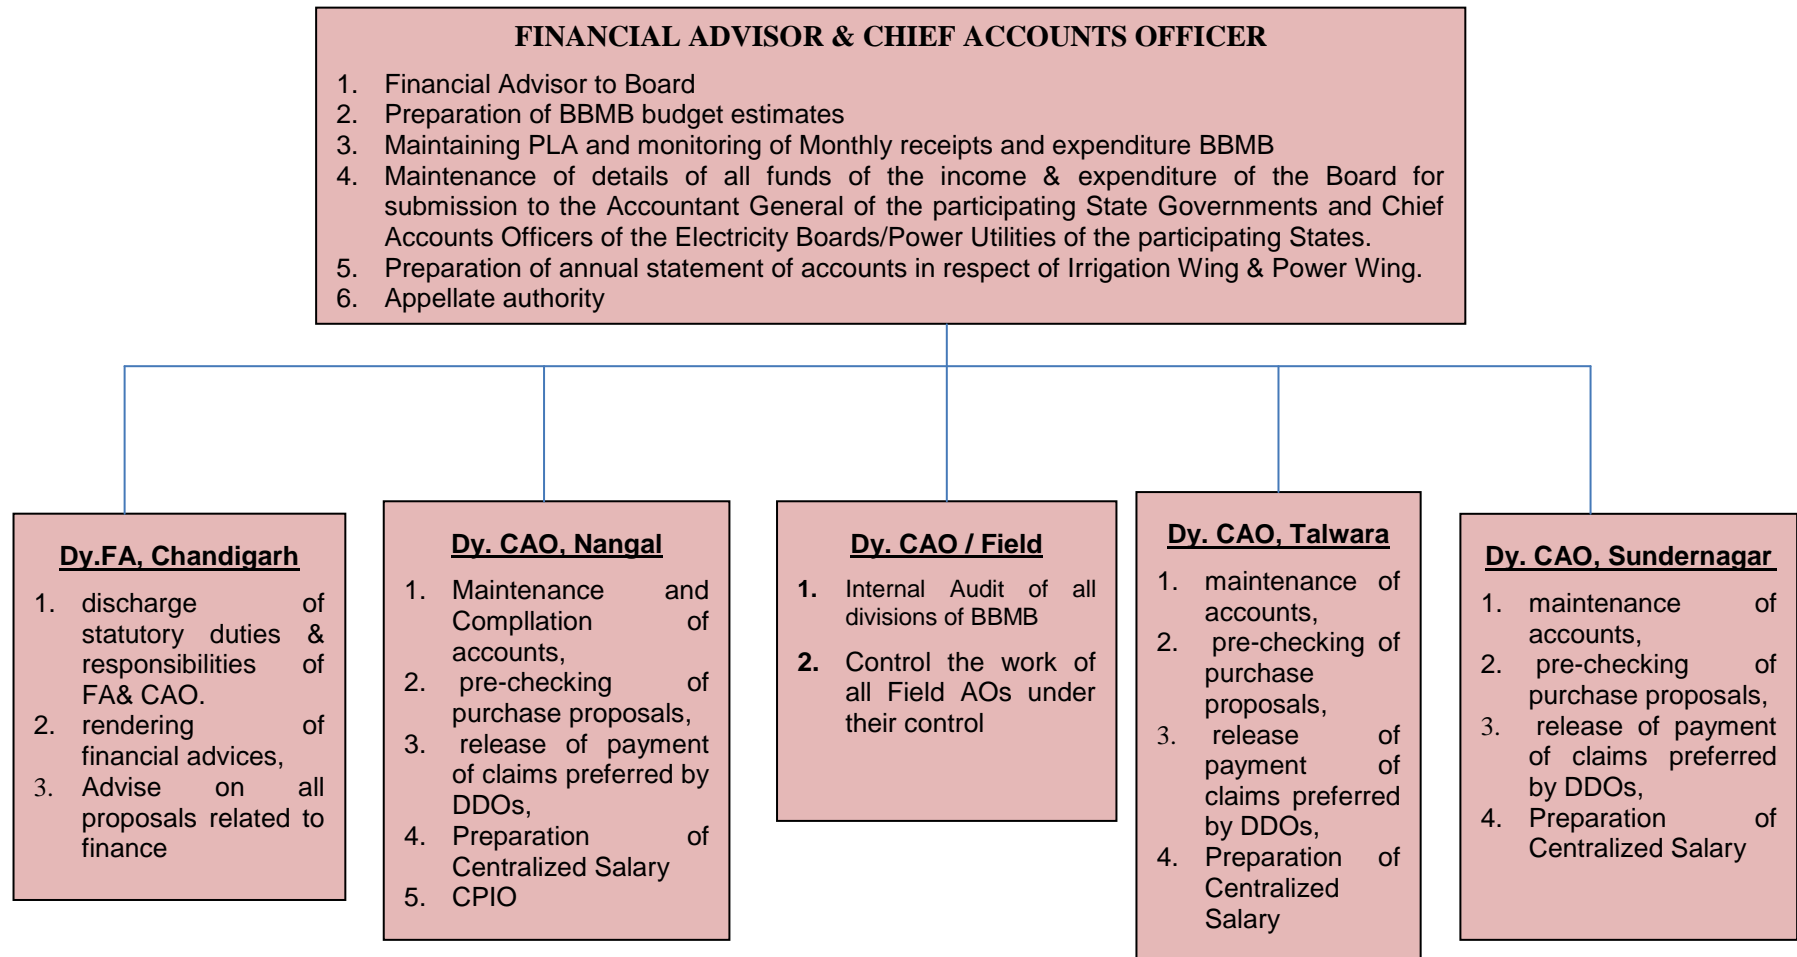 FINANCIAL ADVISOR & CHIEF ACCOUNTS OFFICER
1. Financial Advisor to Board
2. Preparation of BBMB budget estimates
3. Maintaining PLA and monitoring of Monthly receipts and expenditure BBMB
4. Maintenance of details of all funds of the income & expenditure of the Board for
submission to the Accountant General of the participating State Governments and Chief
Accounts Officers of the Electricity Boards/Power Utilities of the participating States.
5. Preparation of annual statement of accounts in respect of Irrigation Wing & Power Wing.
6. Appellate authority
Dy.FA, Chandigarh
1. discharge of
statutory duties &
responsibilities of
FA& CAO.
2. rendering of
financial advices,
3. Advise on all
proposals related to
finance
Dy. CAO, Nangal
1. Maintenance and
Compllation of
accounts,
2. pre-checking of
purchase proposals,
3. release of payment
of claims preferred by
DDOs,
4. Preparation of
Centralized Salary
5. CPIO
Dy. CAO / Field
1. Internal Audit of all
divisions of BBMB
2. Control the work of
all Field AOs under
their control
Dy. CAO, Talwara
1. maintenance of
accounts,
2. pre-checking of
purchase
proposals,
3. release of
payment of
claims preferred
by DDOs,
4. Preparation of
Centralized
Salary
Dy. CAO, Sundernagar
1. maintenance of
accounts,
2. pre-checking of
purchase proposals,
3. release of payment
of claims preferred
by DDOs,
4. Preparation of
Centralized Salary